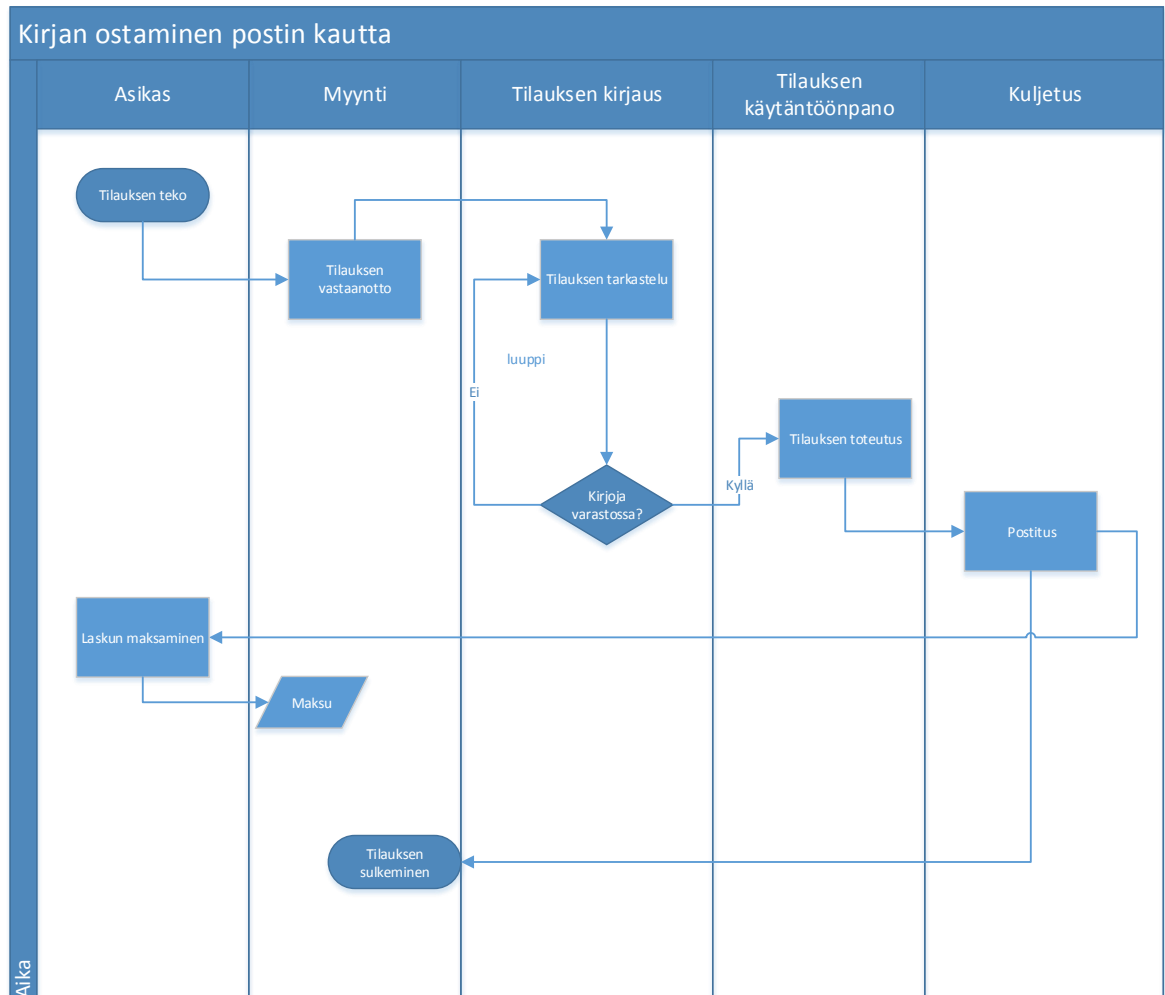 Kirjan ostaminen postin kautta
Asikas
Myynti
Tilauksen kirjaus
Tilauksen
käytäntöönpano
Kuljetus
Tilauksen teko
Tilauksen
vastaanotto
Tilauksen tarkastelu
luuppi
Ei
Tilauksen toteutus
Kyllä
Kirjoja
varastossa?
Postitus
Laskun maksaminen
Maksu
Tilauksen
sulkeminen
Aika